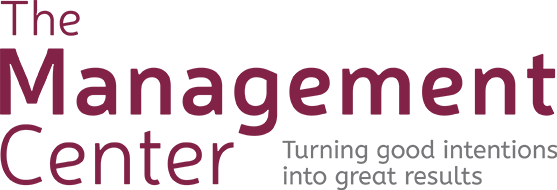 The
Management
Center
Turning good intentions
into great results